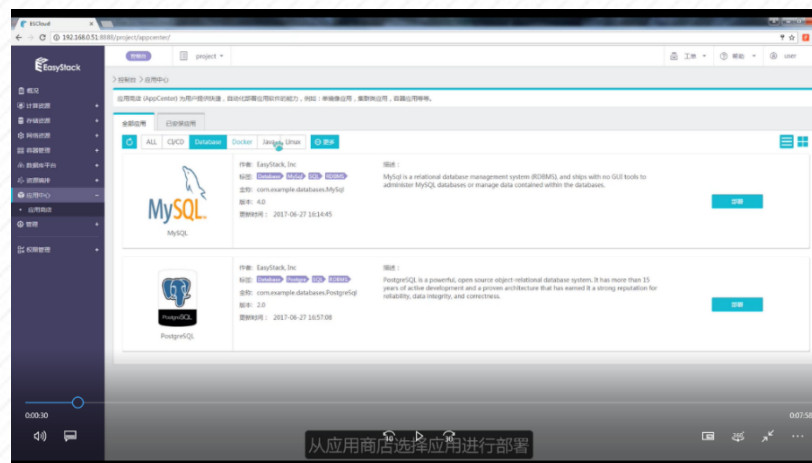 ESCloud
192.168.0.51:8888/project/appcenter/
EasyStack
project
工单
帮助
user
概况
计算资源
存储资源
网络资源
容器管理
数据库平台
资源编排
应用中心
应用商店
管理
权限管理
控制台 > 应用中心
应用商店 (AppCenter) 为用户提供快速，自动化部署应用软件的能力，例如：单镜像应用，集群类应用，容器应用等等。
全部应用 已安装应用
ALL CI/CD Database Docker Linux 更多
MySQL
MySQL
作者: EasyStack, Inc
标签: Database MySql SQL RDBMS
全称: com.example.databases.MySql
版本: 4.0
更新时间: 2017-06-27 16:14:45
描述：
MySql is a relational database management system (RDBMS), and ships with no GUI tools to
administer MySQL databases or manage data contained within the databases.
部署
PostgreSQL
PostgreSQL
作者: EasyStack, Inc
标签: Database Postgre SQL RDBMS
全称: com.example.databases.PostgreSql
版本: 2.0
更新时间: 2017-06-27 16:57:08
描述：
PostgreSQL is a powerful, open source object-relational database system. It has more than 15
years of active development and a proven architecture that has earned it a strong reputation for
reliability, data integrity, and correctness.
部署
0:00:30
0:07:58
10
30
从应用商店选择应用进行部署